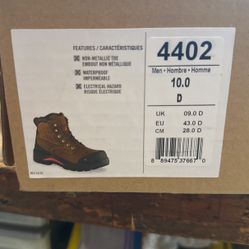 FEATURES / CARACTÉRISTIQUES
NON-METALLIC TOE
EMBOUT NON MÉTALLIQUE
WATERPROOF
IMPERMÉABLE
ELECTRICAL HAZARD
RISQUE ÉLECTRIQUE
4402
Men • Hombre • Homme
10.0
D
UK 09.0 D
EU 43.0 D
CM 28.0 D
8 89475 37667 0